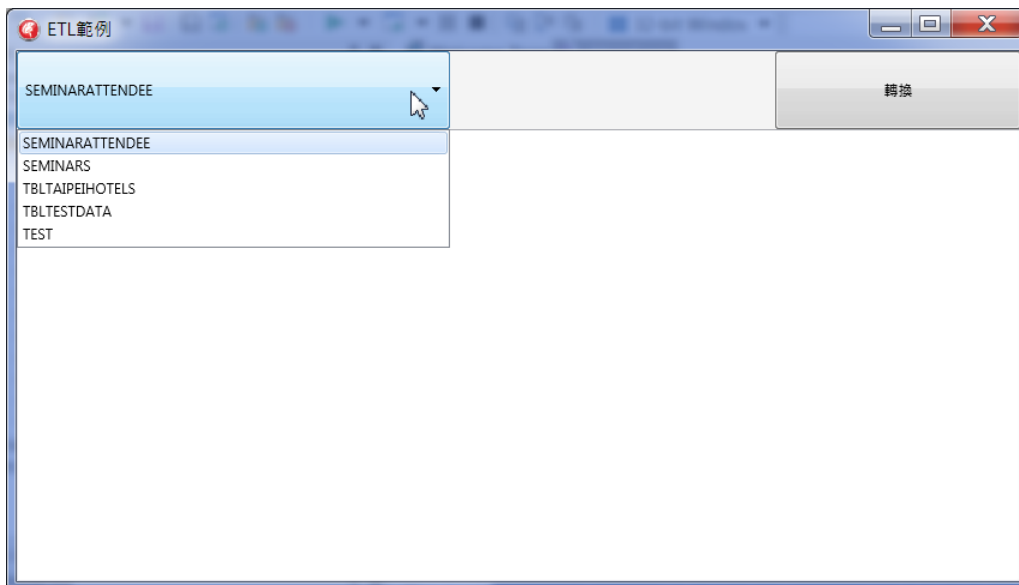 ETL範例
SEMINARATTENDEE
轉換
SEMINARATTENDEE
SEMINARS
TBLTAIPEIHOTELS
TBLTESTDATA
TEST